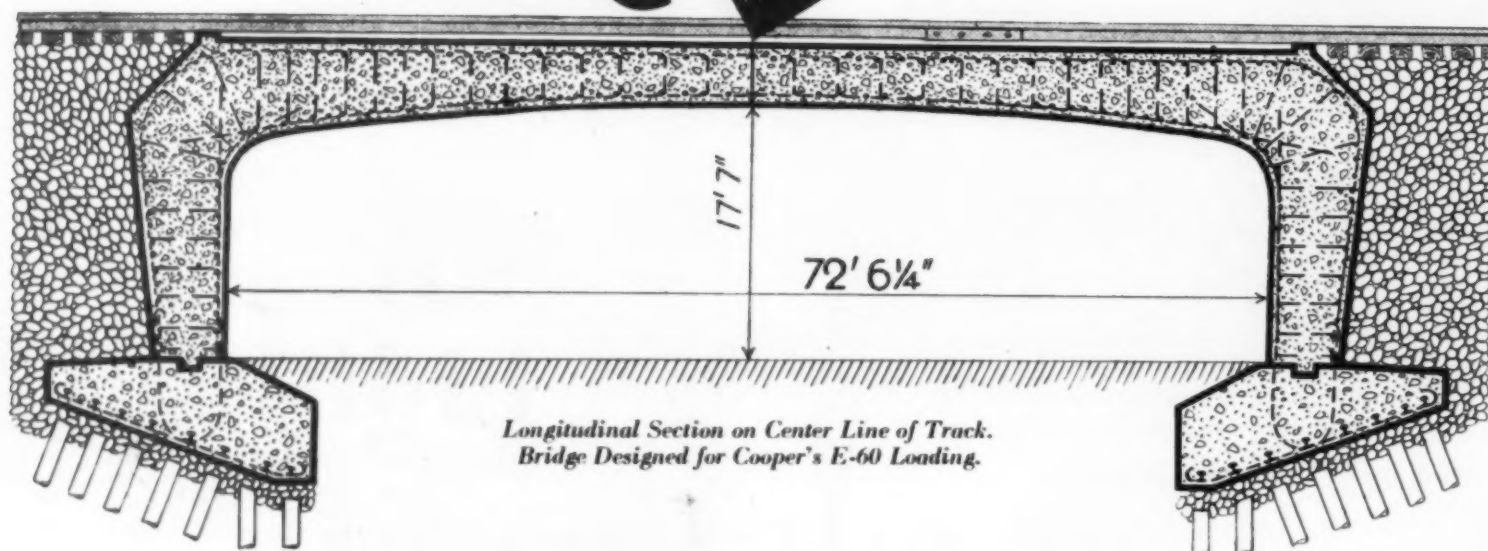 17' 7"
72' 6¼"
Longitudinal Section on Center Line of Track.
Bridge Designed for Cooper's E-60 Loading.